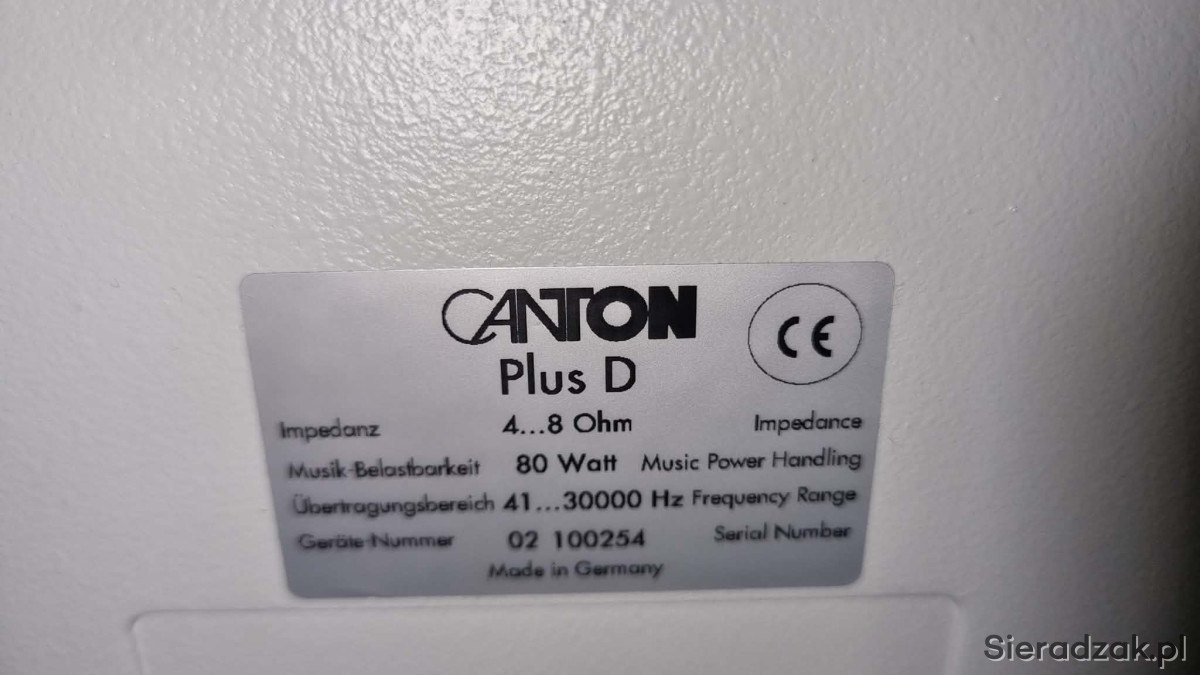 CANTON
Plus D
CE
Impedanz 4...8 Ohm Impedance
Musik-Belastbarkeit 80 Watt Music Power Handling
Übertragungsbereich 41...30000 Hz Frequency Range
Geräte-Nummer 02 100254 Serial Number
Made in Germany
Sieradzak.pl